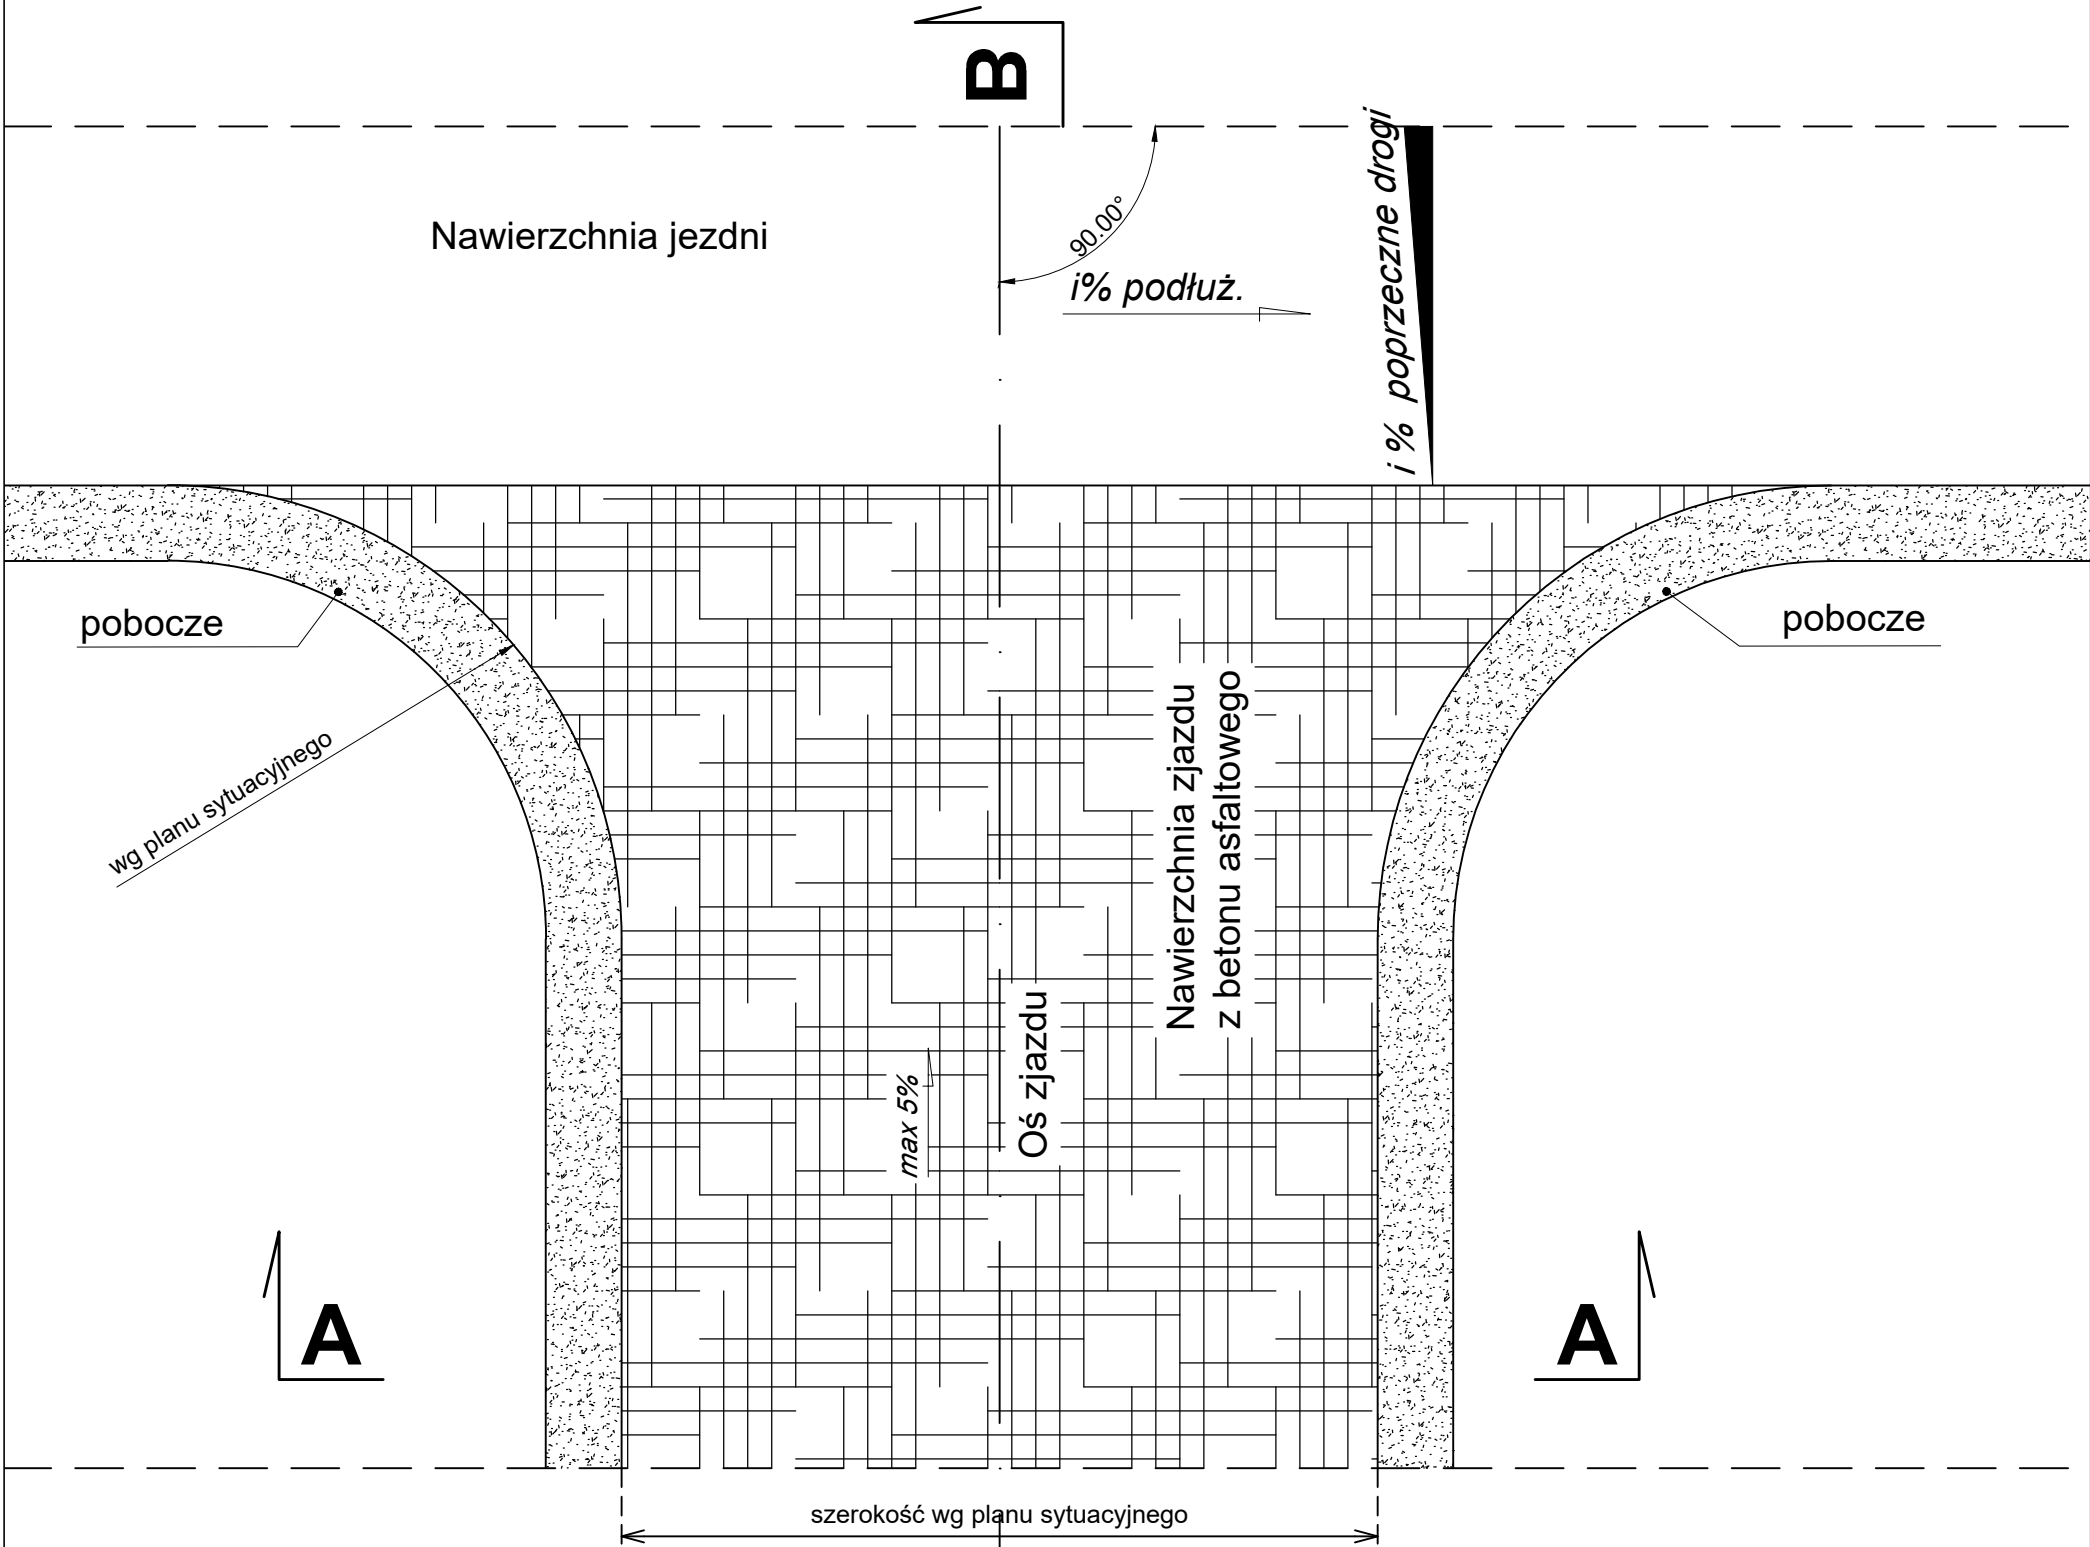 B
i % poprzeczne drogi
90.00°
Nawierzchnia jezdni
i% podłuż.
pobocze
pobocze
wg planu sytuacyjnego
Nawierzchnia zjazdu
z betonu asfaltowego
Oś zjazdu
max 5%
A
A
szerokość wg planu sytuacyjnego